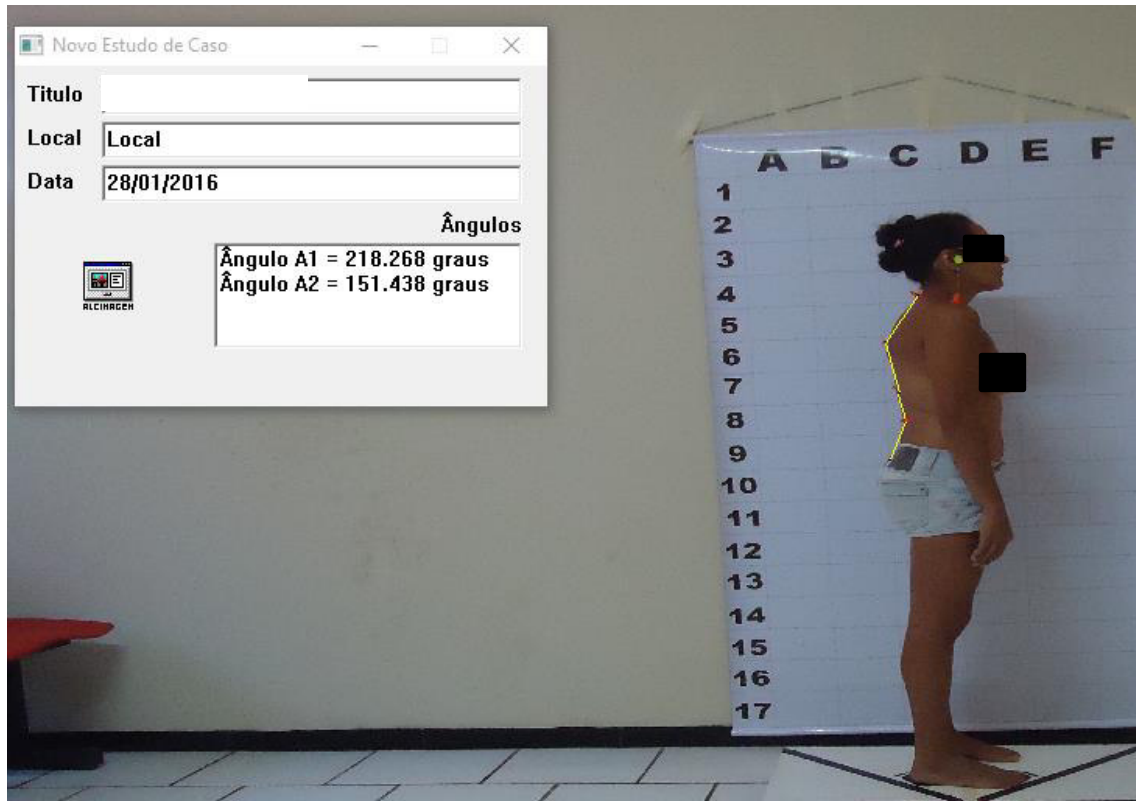 Novo Estudo de Caso
Titulo
Local Local
Data 28/01/2016
Ângulos
Ângulo A1 = 218.268 graus
Ângulo A2 = 151.438 graus
ALCIMAGEM
A B C D E F
1
2
3
4
5
6
7
8
9
10
11
12
13
14
15
16
17